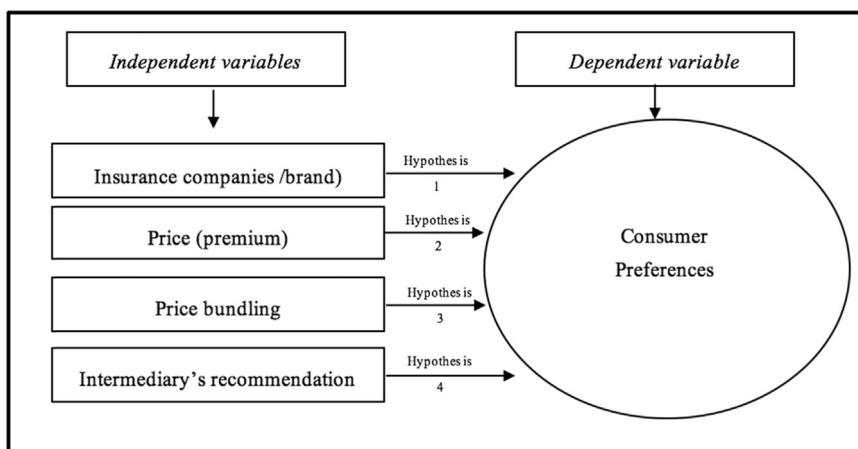 Independent variables
Dependent variable
Insurance companies /brand)
Hypothes is
1
Price (premium)
Hypothes is
2
Price bundling
Hypothes is
3
Intermediary's recommendation
Hypothes is
4
Consumer
Preferences